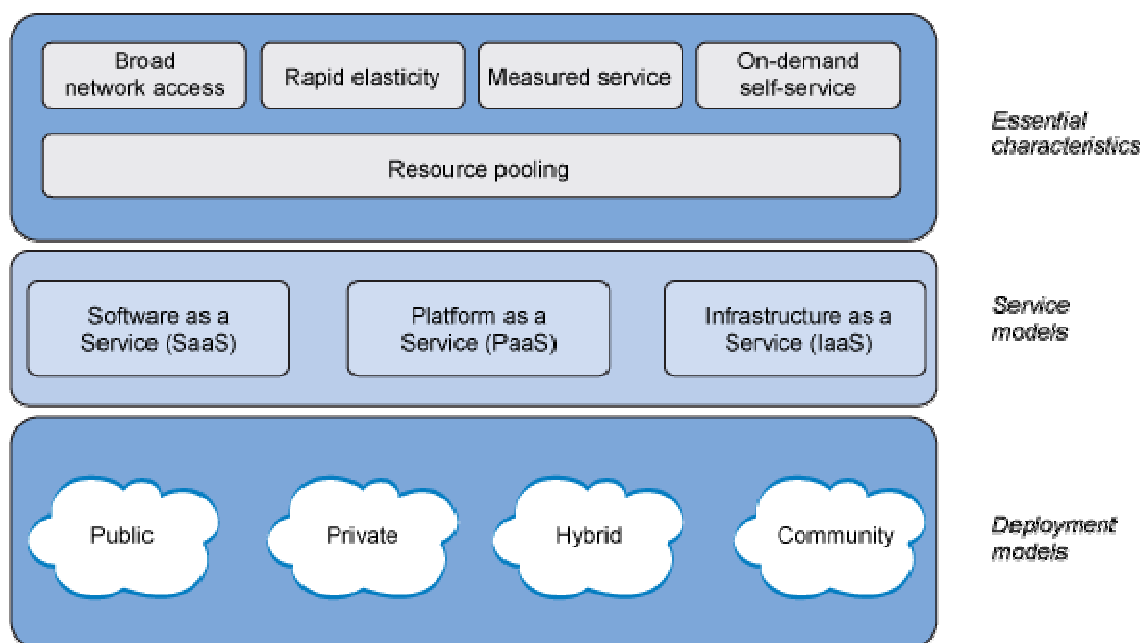 Broad
network access
Rapid elasticity
Measured service
On-demand
self-service
Resource pooling
Essential
characteristics
Software as a
Service (SaaS)
Platform as a
Service (PaaS)
Infrastructure as a
Service (IaaS)
Service
models
Public
Private
Hybrid
Community
Deployment
models